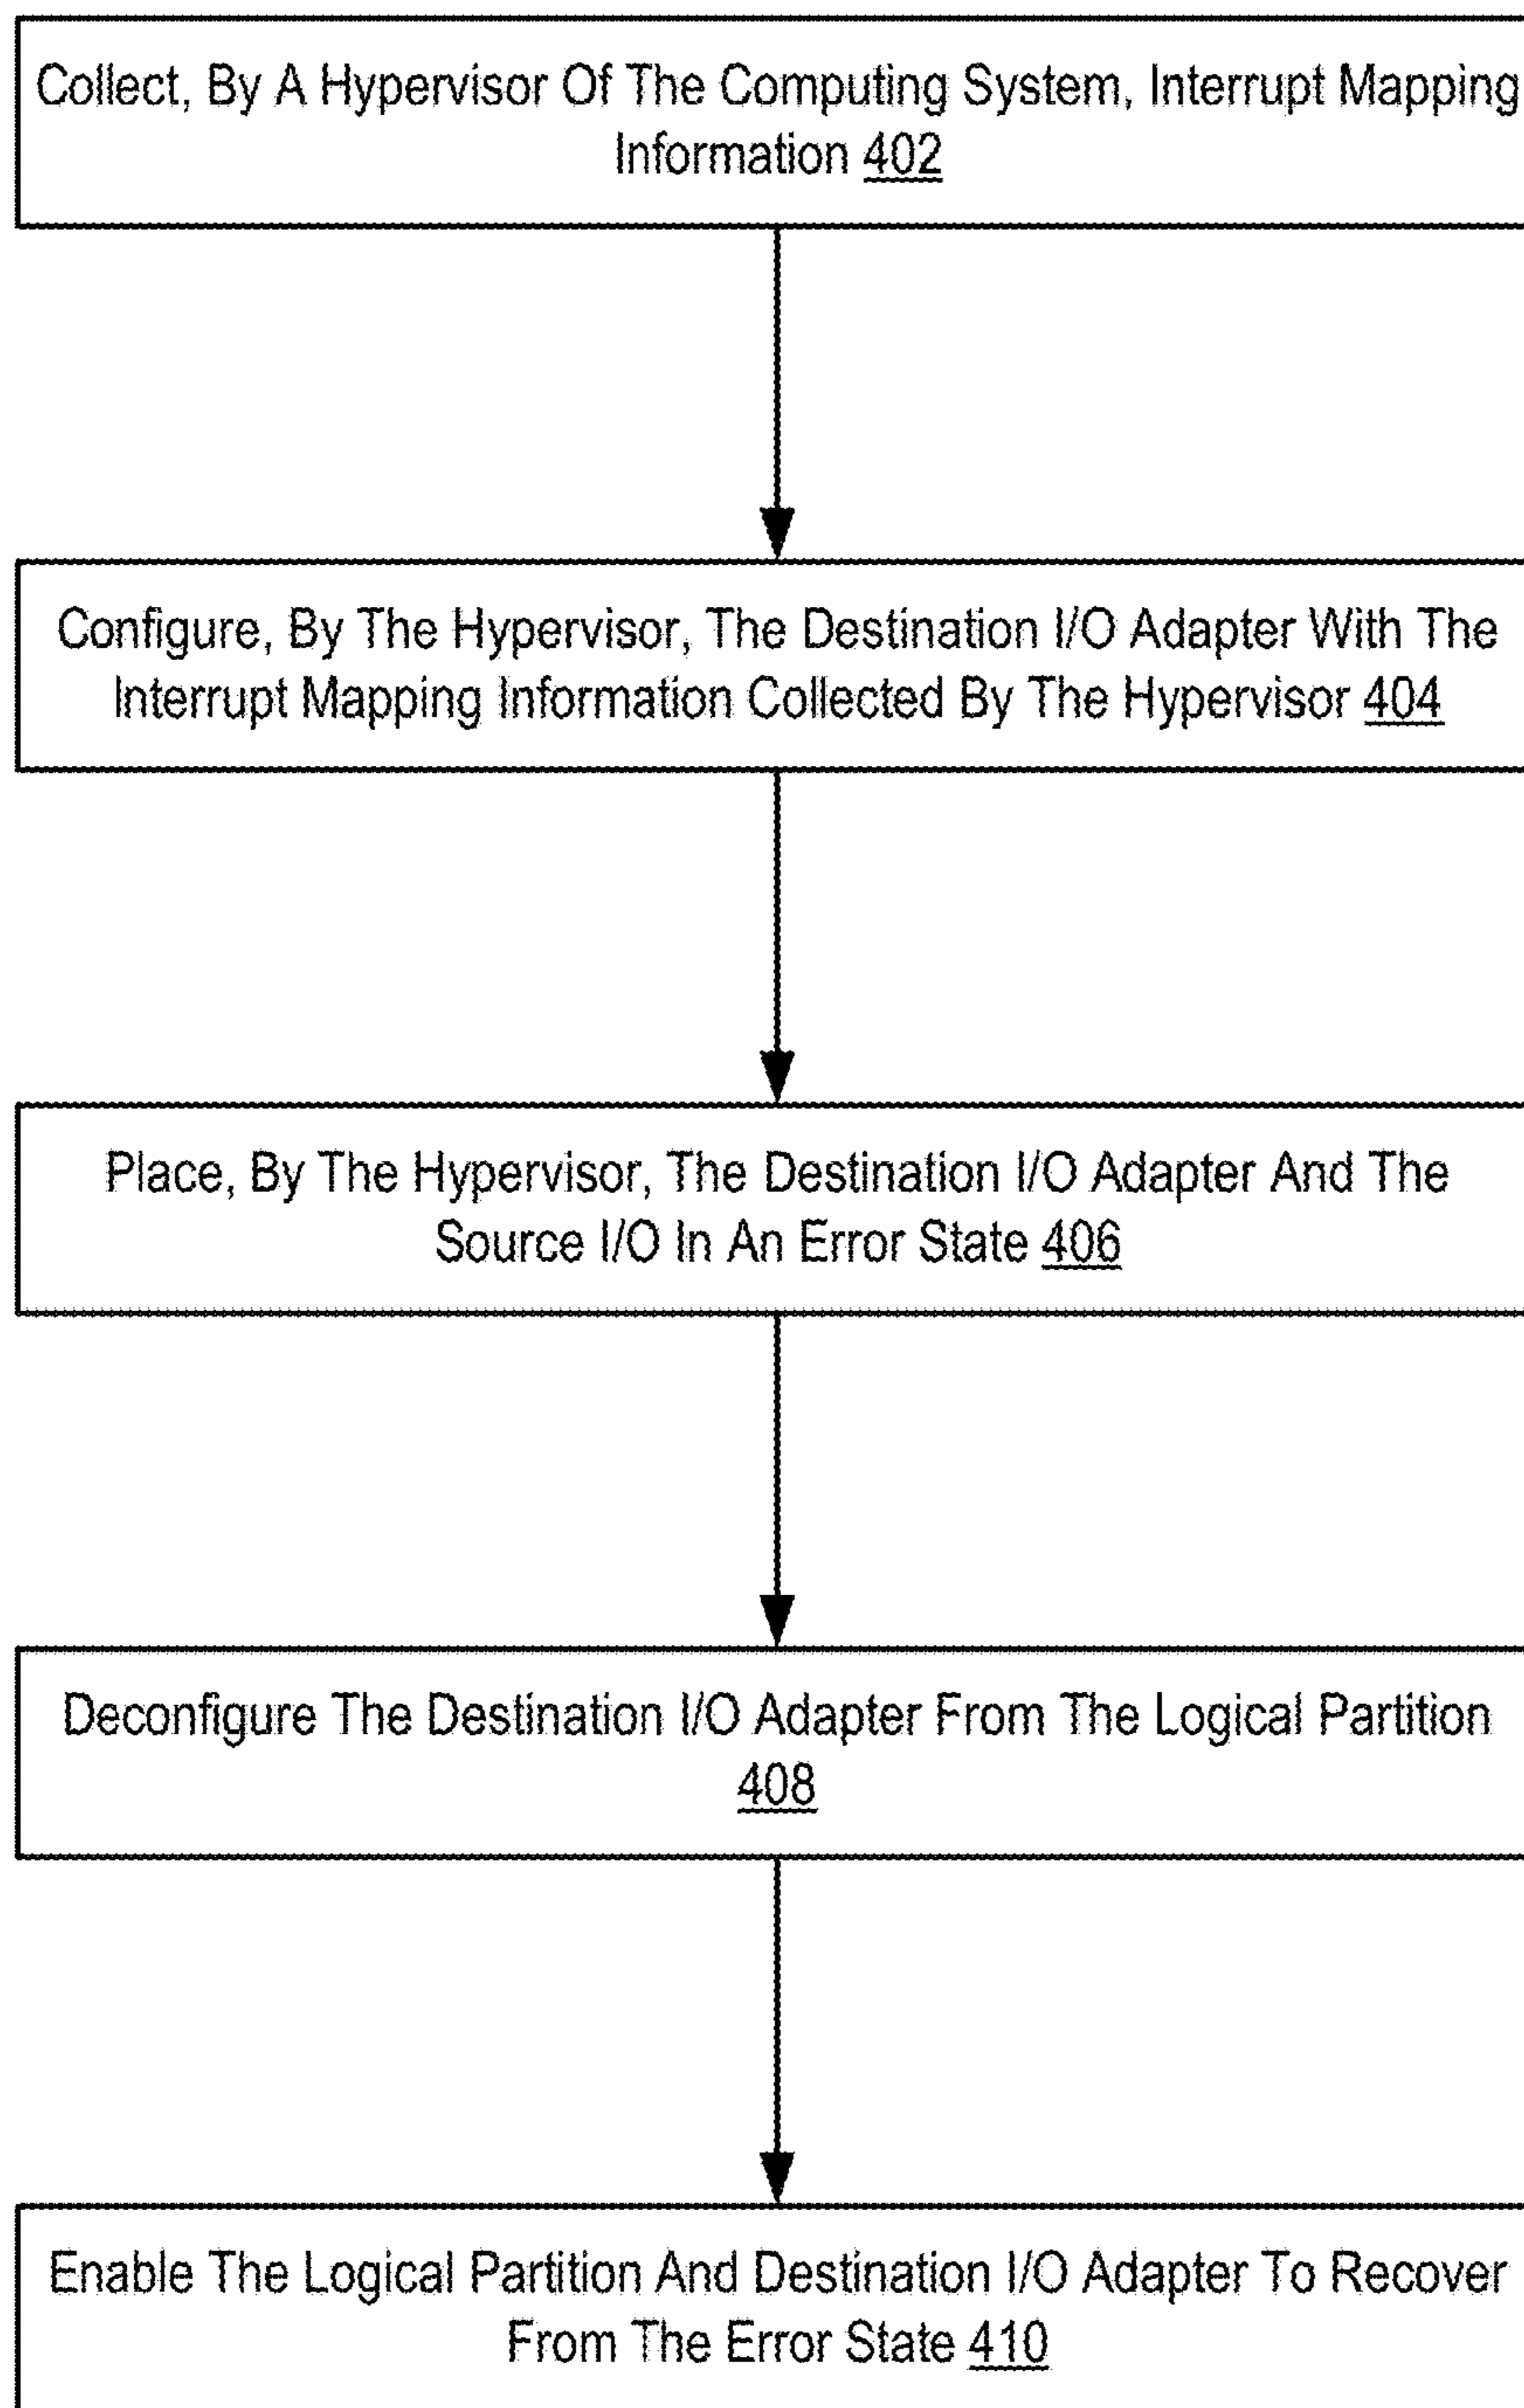 Collect, By A Hypervisor Of The Computing System, Interrupt Mapping
Information 402
Configure, By The Hypervisor, The Destination I/O Adapter With The
Interrupt Mapping Information Collected By The Hypervisor 404
Place, By The Hypervisor, The Destination I/O Adapter And The
Source I/O In An Error State 406
Deconfigure The Destination I/O Adapter From The Logical Partition
408
Enable The Logical Partition And Destination I/O Adapter To Recover
From The Error State 410